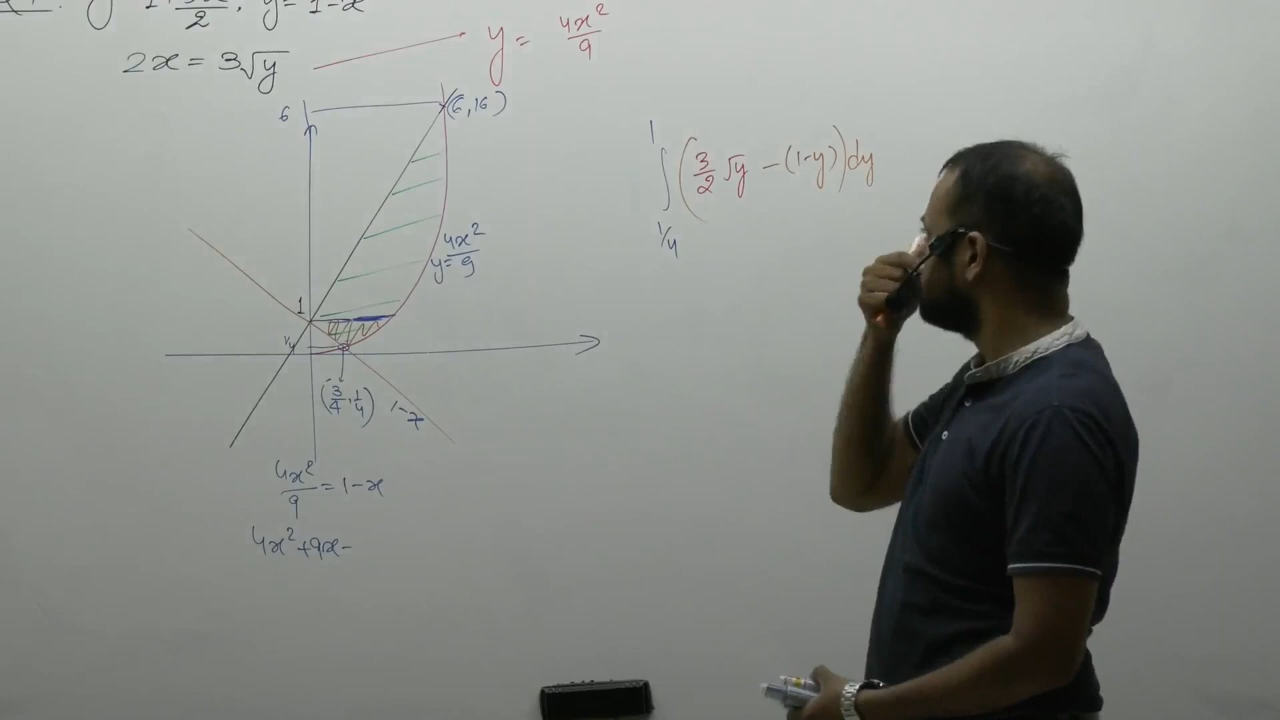 y = 1-x
2x = 3√y
y = 4x²/9
6
(6,16)
1
∫ (3/2 √y - (1-y)) dy
1/4
y = 4x²/9
1
1/4
(3/4, 1/4)
4x²/9 = 1-x
4x² + 9x -